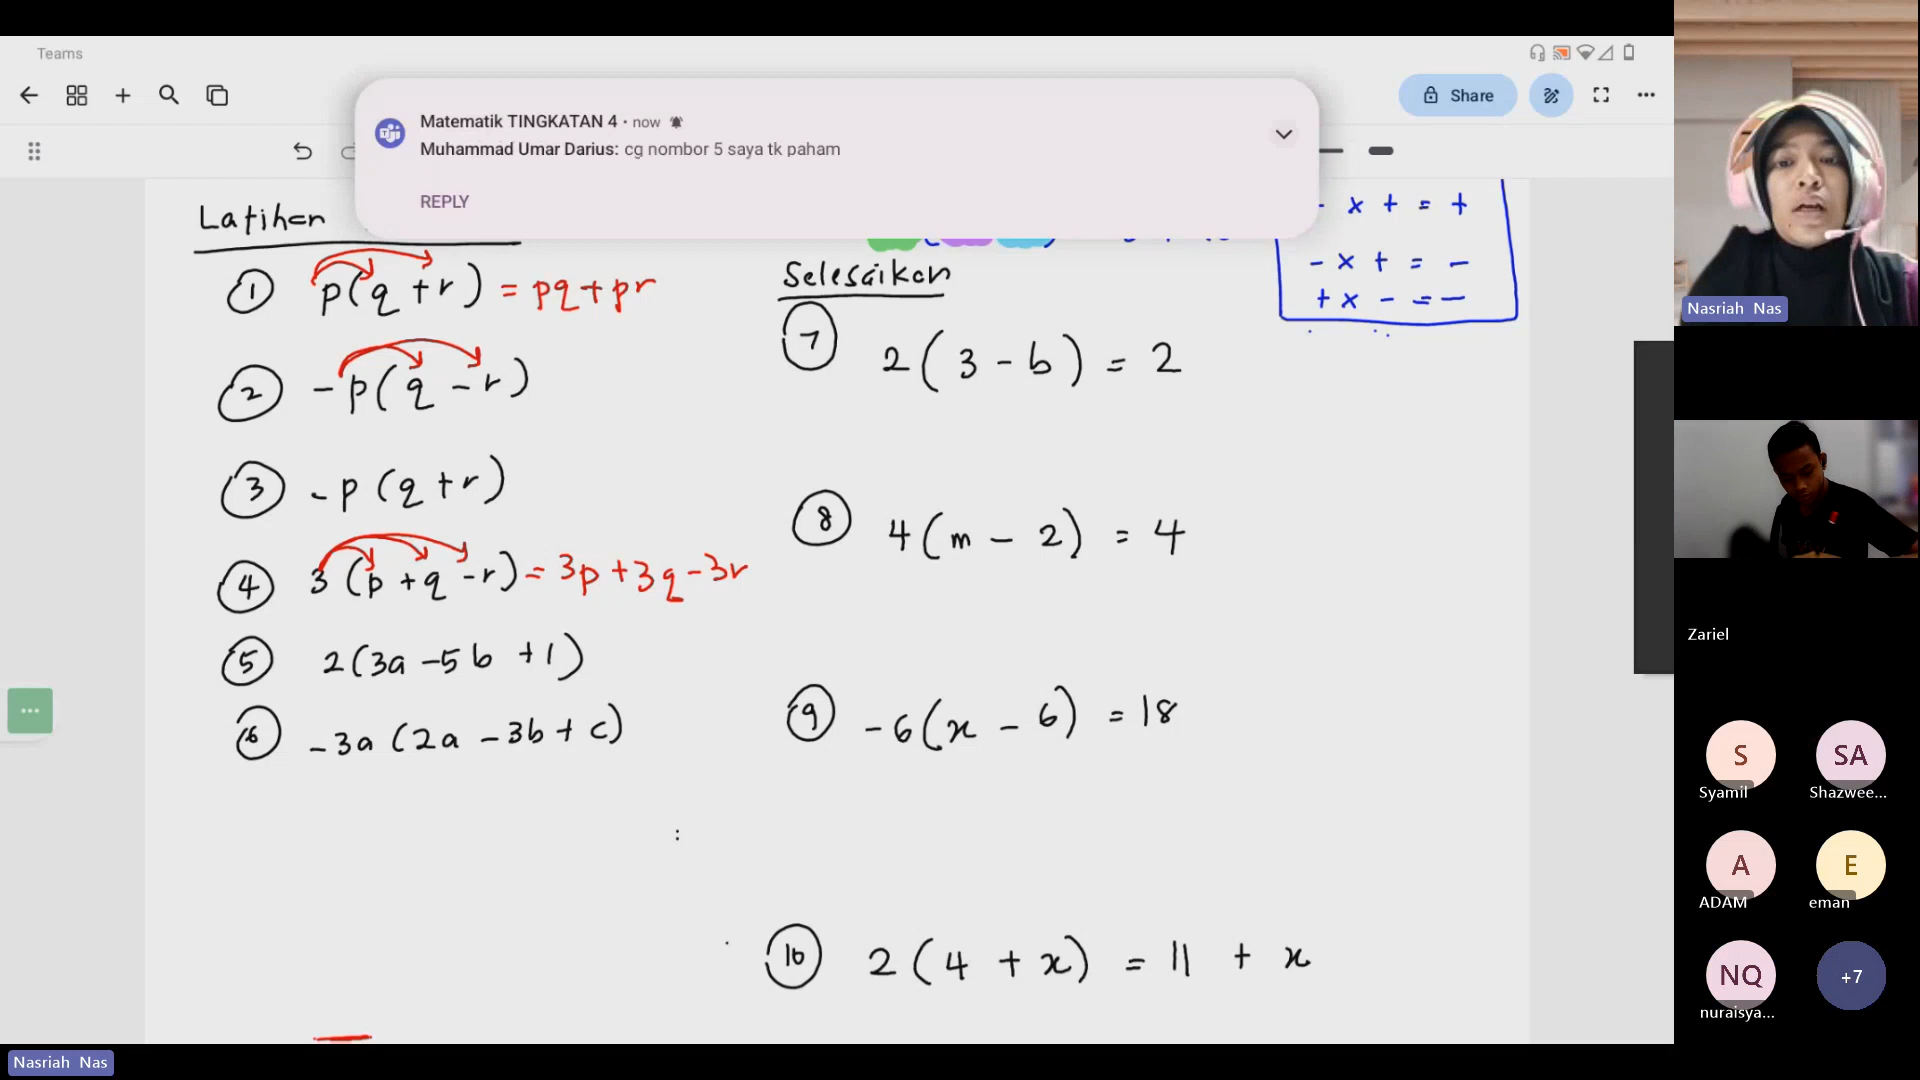 Teams
Share
Matematik TINGKATAN 4 • now
Muhammad Umar Darius: cg nombor 5 saya tk paham
REPLY
Latihan
① p(q + r) = pq + pr
② - p(q - r)
③ - p (q + r)
④ 3 (p + q - r) = 3p + 3q - 3r
⑤ 2(3a - 5b + 1)
⑥ - 3a (2a - 3b + c)
Selesaikan
⑦ 2(3 - b) = 2
⑧ 4(m - 2) = 4
⑨ - 6(x - 6) = 18
⑩ 2(4 + x) = 11 + x
- x + = +
- x + = -
+ x - = -
Nasriah Nas
Zariel
S
Syamil
SA
Shazwee...
A
ADAM
E
eman
NQ
nuraisya...
+7
Nasriah Nas